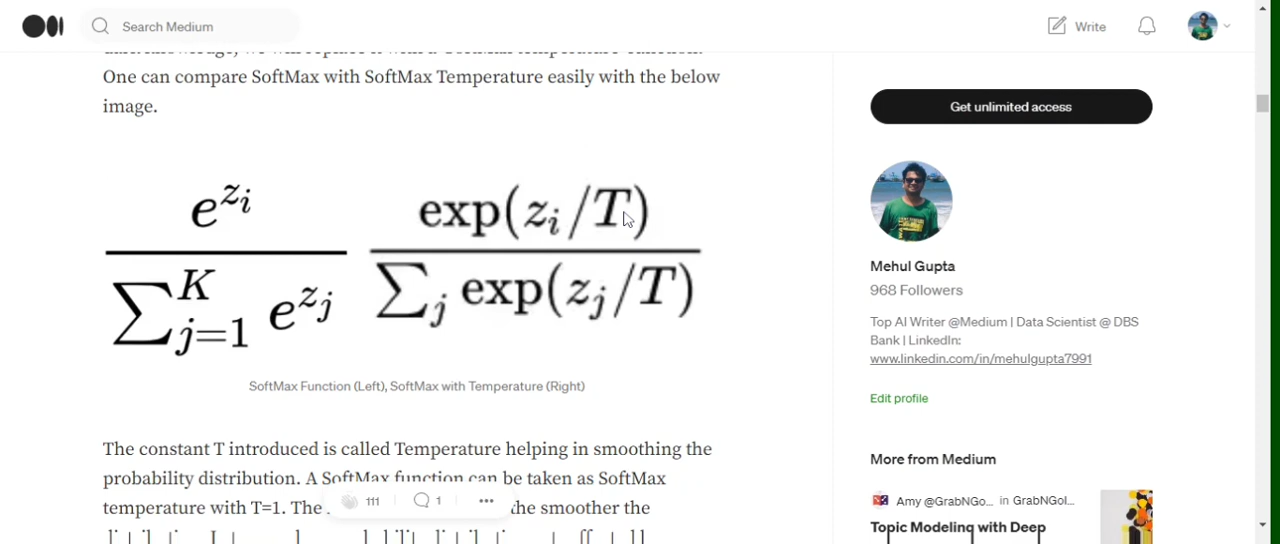 Search Medium
Write
One can compare SoftMax with SoftMax Temperature easily with the below
image.
e^{z_i} / \sum_{j=1}^{K} e^{z_j}
exp(z_i/T) / \sum_j exp(z_j/T)
SoftMax Function (Left), SoftMax with Temperature (Right)
The constant T introduced is called Temperature helping in smoothing the
probability distribution. A SoftMax function can be taken as SoftMax
temperature with T=1. The
the smoother the
111
1
Get unlimited access
Mehul Gupta
968 Followers
Top AI Writer @Medium | Data Scientist @ DBS
Bank | LinkedIn:
www.linkedin.com/in/mehulgupta7991
Edit profile
More from Medium
Amy @GrabNGo... in GrabNGoI...
Topic Modeling with Deep